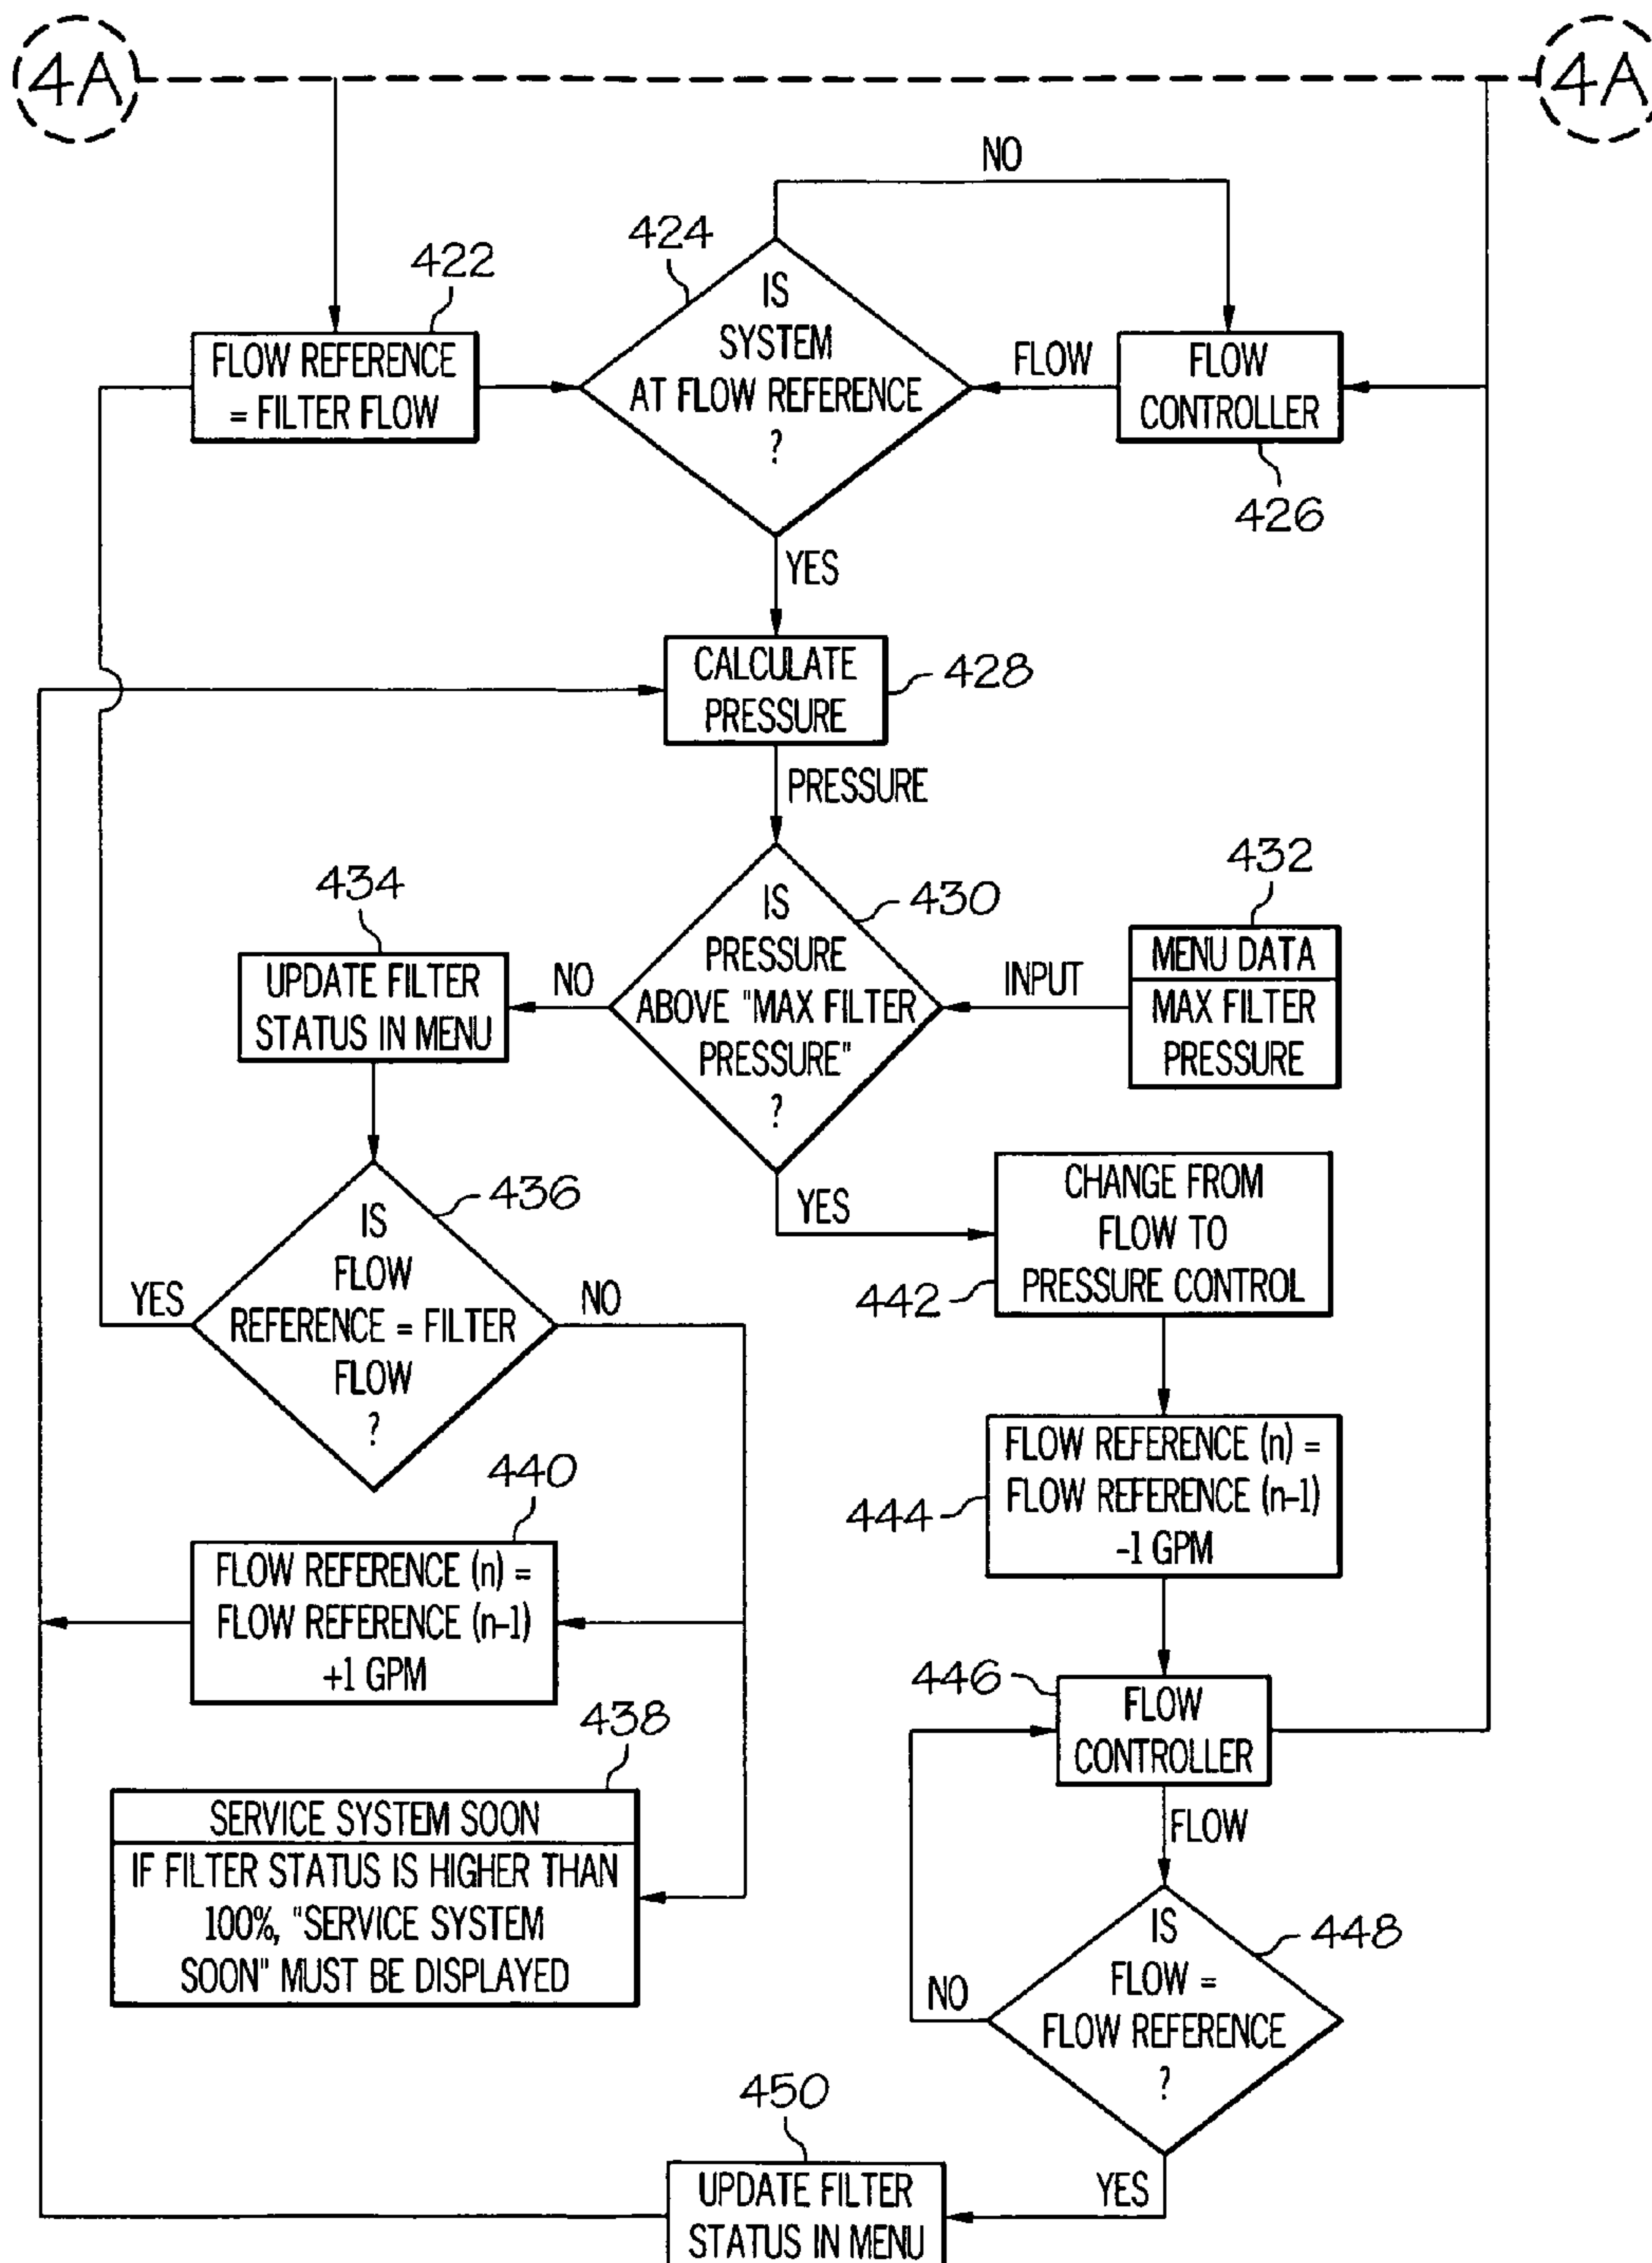 4A
4A
NO
424
422
IS
SYSTEM
AT FLOW REFERENCE
?
FLOW REFERENCE
= FILTER FLOW
FLOW
FLOW
CONTROLLER
426
YES
CALCULATE
PRESSURE
428
PRESSURE
432
434
430
IS
PRESSURE
ABOVE "MAX FILTER
PRESSURE"
?
MENU DATA
MAX FILTER
PRESSURE
INPUT
NO
UPDATE FILTER
STATUS IN MENU
436
IS
FLOW
REFERENCE = FILTER
FLOW
?
YES
NO
YES
CHANGE FROM
FLOW TO
PRESSURE CONTROL
442
FLOW REFERENCE (n) =
FLOW REFERENCE (n-1)
-1 GPM
444
440
FLOW REFERENCE (n) =
FLOW REFERENCE (n-1)
+1 GPM
446
FLOW
CONTROLLER
438
SERVICE SYSTEM SOON
IF FILTER STATUS IS HIGHER THAN
100%, "SERVICE SYSTEM
SOON" MUST BE DISPLAYED
FLOW
448
IS
FLOW =
FLOW REFERENCE
?
NO
YES
450
UPDATE FILTER
STATUS IN MENU